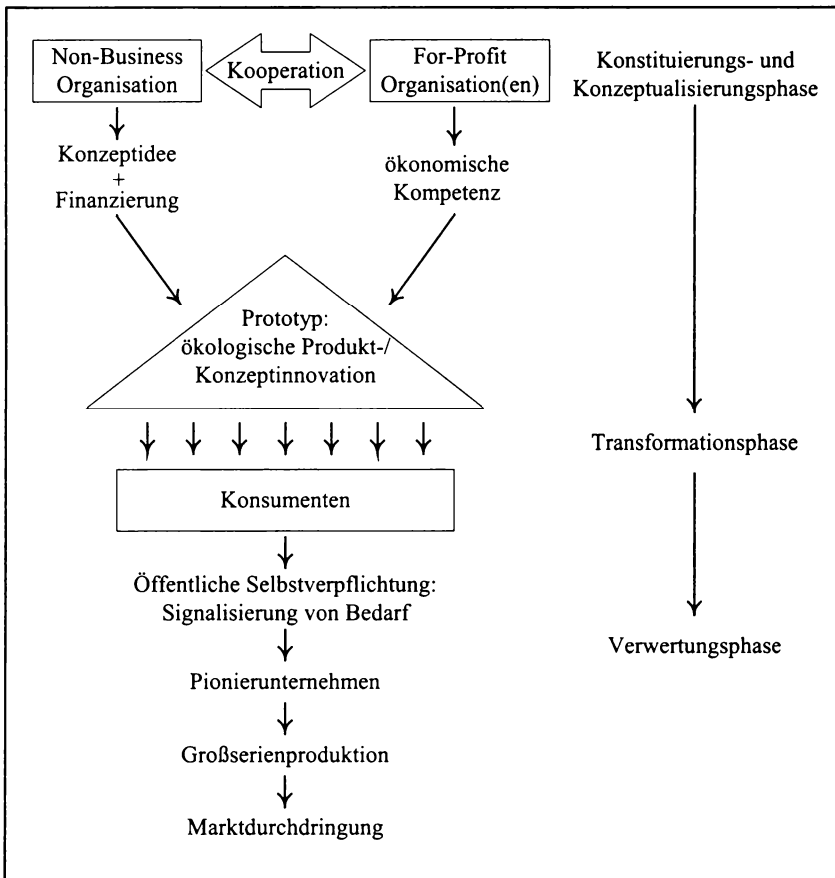 Non-Business
Organisation
Kooperation
For-Profit
Organisation(en)
Konstituierungs- und
Konzeptualisierungsphase
Konzeptidee
+
Finanzierung
ökonomische
Kompetenz
Prototyp:
ökologische Produkt-/
Konzeptinnovation
Transformationsphase
Konsumenten
Öffentliche Selbstverpflichtung:
Signalisierung von Bedarf
Verwertungsphase
Pionierunternehmen
Großserienproduktion
Marktdurchdringung